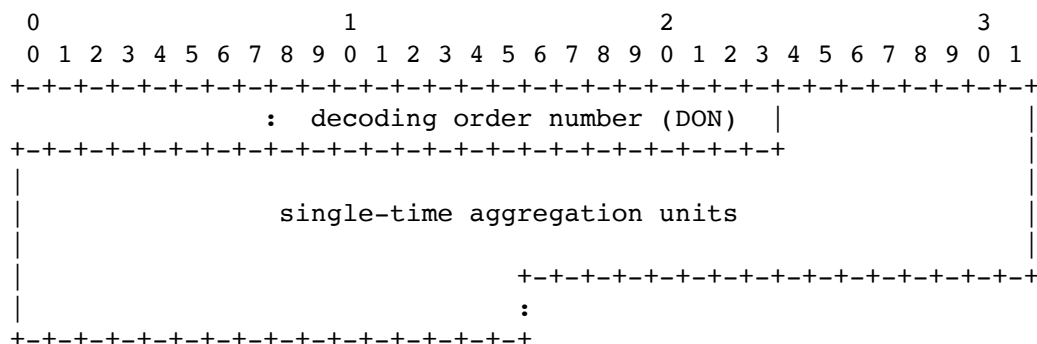 0                   1                   2                   3
 0 1 2 3 4 5 6 7 8 9 0 1 2 3 4 5 6 7 8 9 0 1 2 3 4 5 6 7 8 9 0 1
+-+-+-+-+-+-+-+-+-+-+-+-+-+-+-+-+-+-+-+-+-+-+-+-+-+-+-+-+-+-+-+-+
                :  decoding order number (DON)  |               |
+-+-+-+-+-+-+-+-+-+-+-+-+-+-+-+-+-+-+-+-+-+-+-+-+               |
|                                                               |
|                single-time aggregation units                  |
|                                                               |
|                               +-+-+-+-+-+-+-+-+-+-+-+-+-+-+-+-+
|                               :
+-+-+-+-+-+-+-+-+-+-+-+-+-+-+-+-+